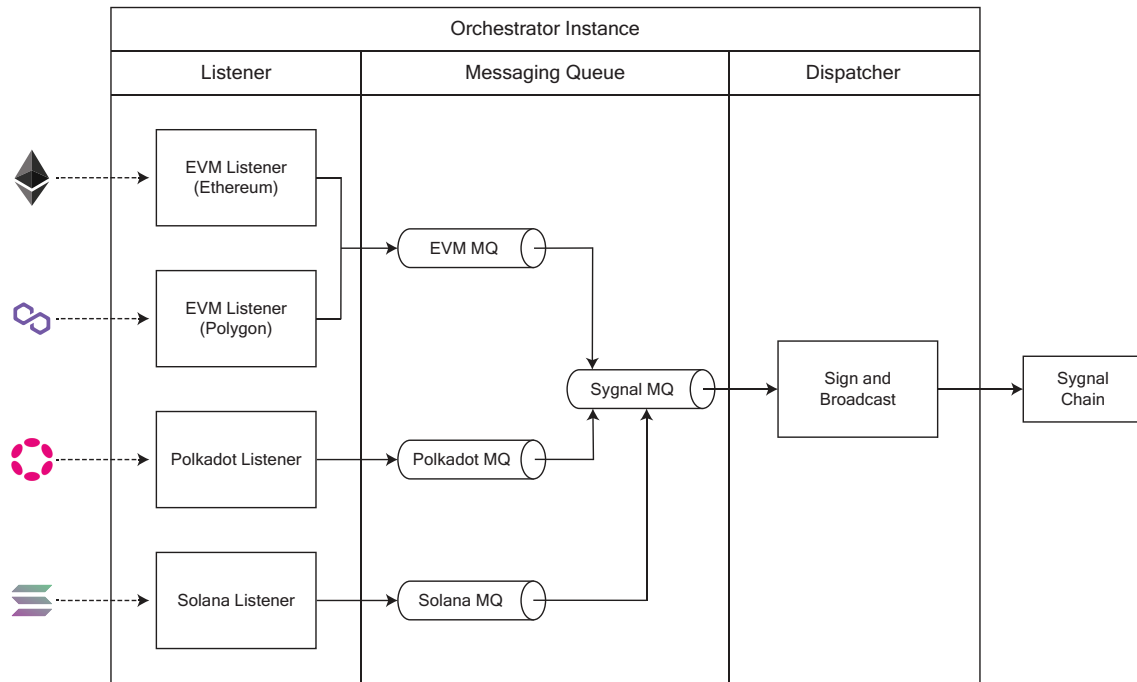 Orchestrator Instance
Listener
Messaging Queue
Dispatcher
EVM Listener
(Ethereum)
EVM MQ
EVM Listener
(Polygon)
Sygnal MQ
Sign and
Broadcast
Sygnal
Chain
Polkadot Listener
Polkadot MQ
Solana Listener
Solana MQ